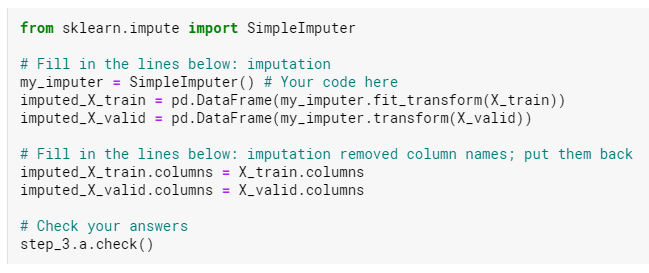 from sklearn.impute import SimpleImputer
# Fill in the lines below: imputation
my_imputer = SimpleImputer() # Your code here
imputed_X_train = pd.DataFrame(my_imputer.fit_transform(X_train))
imputed_X_valid = pd.DataFrame(my_imputer.transform(X_valid))
# Fill in the lines below: imputation removed column names; put them back
imputed_X_train.columns = X_train.columns
imputed_X_valid.columns = X_valid.columns
# Check your answers
step_3.a.check()